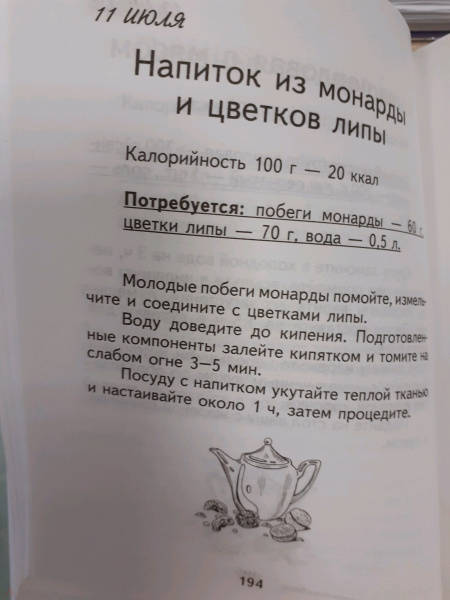 11 ИЮЛЯ
Напиток из монарды
и цветков липы
Калорийность 100 г — 20 ккал
Потребуется: побеги монарды — 60 г,
цветки липы — 70 г, вода — 0,5 л.
Молодые побеги монарды помойте, измель-
чите и соедините с цветками липы.
Воду доведите до кипения. Подготовлен-
ные компоненты залейте кипятком и томите на
слабом огне 3–5 мин.
Посуду с напитком укутайте теплой тканью
и настаивайте около 1 ч, затем процедите.
194